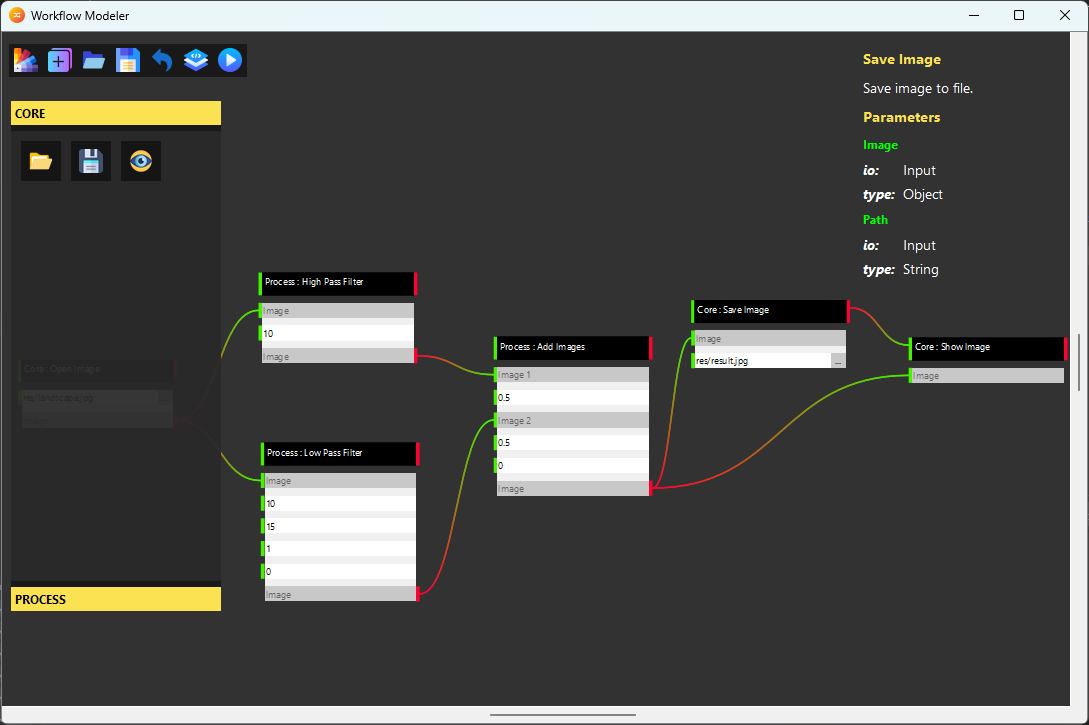 Workflow Modeler
Save Image
Save image to file.
Parameters
Image
io: Input
type: Object
Path
io: Input
type: String
CORE
Core : Open Image
res/landscape.jpg
PROCESS
Process : High Pass Filter
Image
10
Image
Process : Low Pass Filter
Image
10
15
1
0
Image
Process : Add Images
Image 1
0.5
Image 2
0.5
0
Image
Core : Save Image
Image
res/result.jpg
...
Core : Show Image
Image